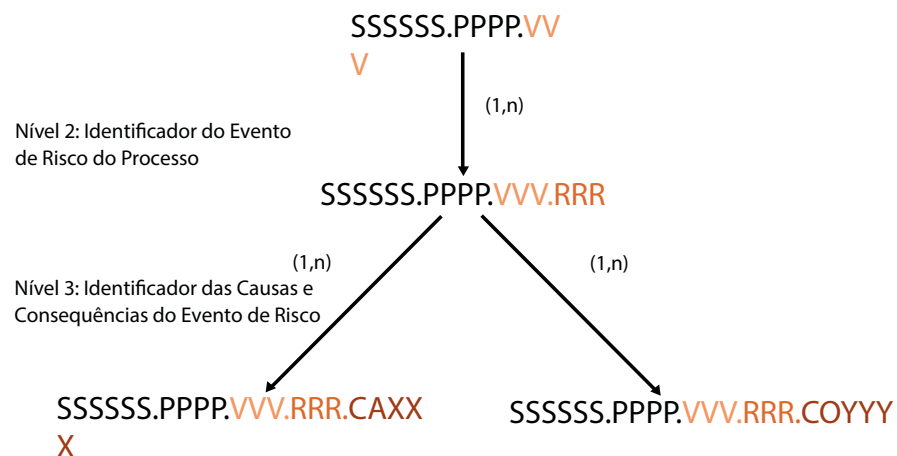 SSSSSS.PPPP.VV
V
(1,n)
Nível 2: Identificador do Evento
de Risco do Processo
SSSSSS.PPPP.VVV.RRR
(1,n)
(1,n)
Nível 3: Identificador das Causas e
Consequências do Evento de Risco
SSSSSS.PPPP.VVV.RRR.CAXX
X
SSSSSS.PPPP.VVV.RRR.COYYY